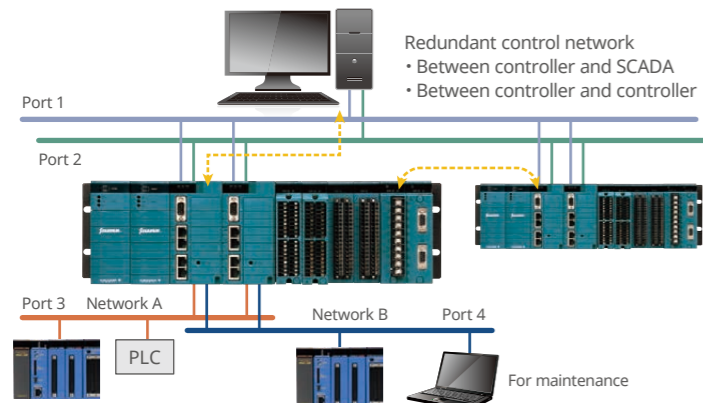 Redundant control network
・Between controller and SCADA
・Between controller and controller
Port 1
Port 2
Port 3
Network A
Network B
Port 4
PLC
For maintenance